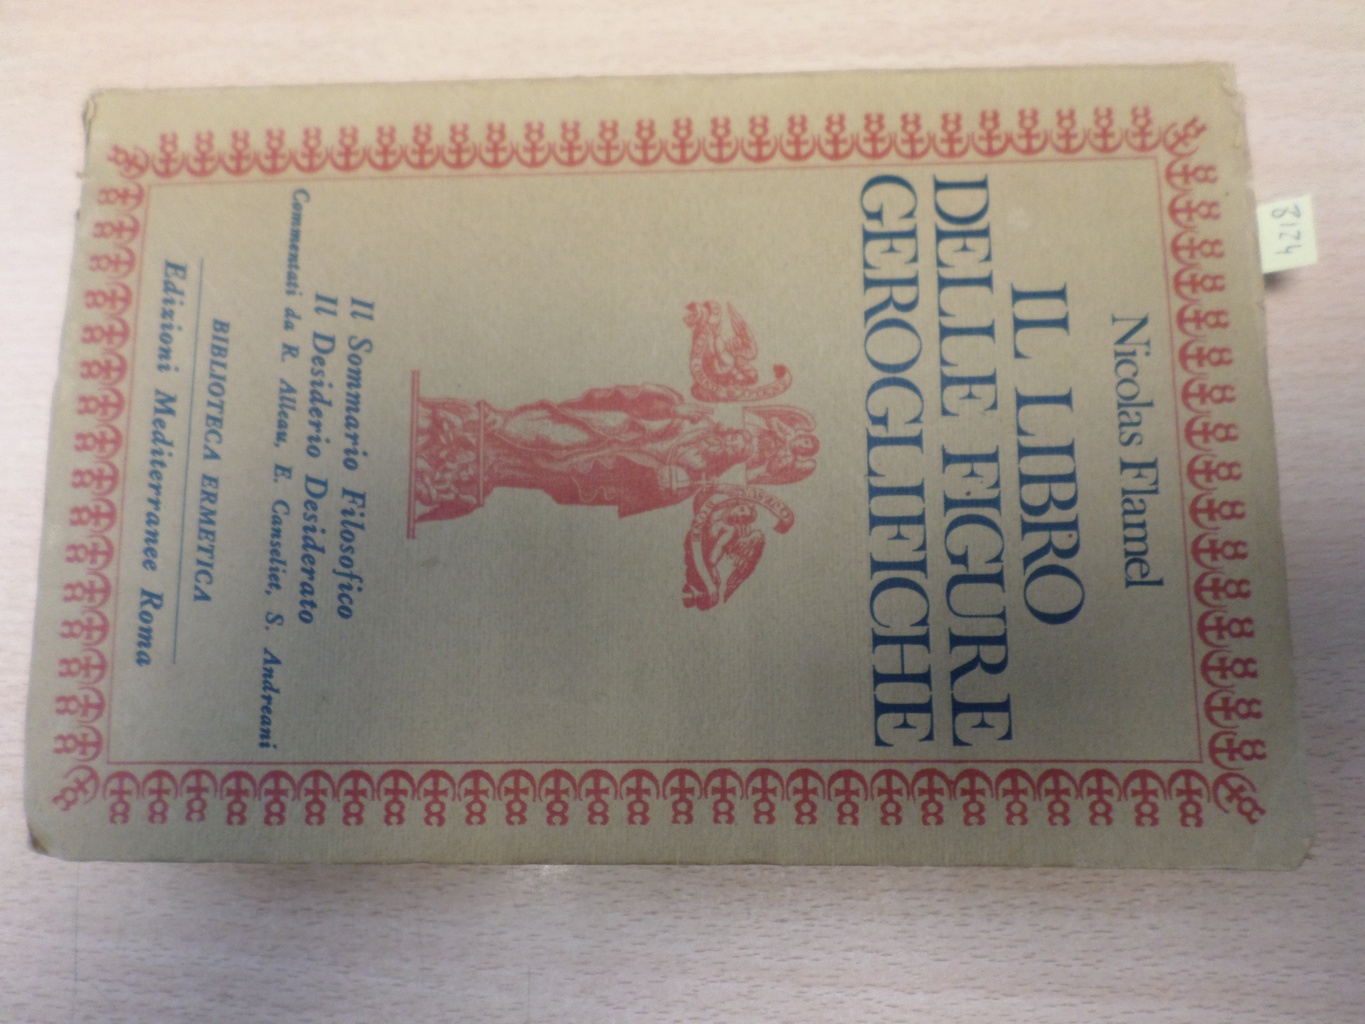 Nicolas Flamel
IL LIBRO
DELLE FIGURE
GEROGLIFICHE
Il Sommario Filosofico
Il Desiderio Desiderato
Commentati da R. Alleau, E. Canseliet, S. Andreani
BIBLIOTECA ERMETICA
Edizioni Mediterranee Roma
8124